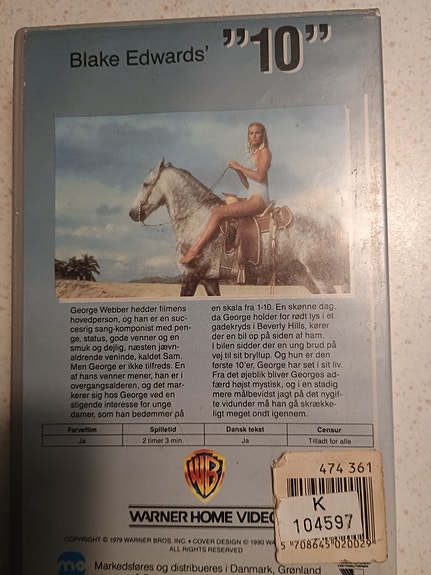 Blake Edwards' "10"
George Webber hedder filmens
hovedperson, og han er en suc-
cesrig sang-komponist med pen-
ge, status, gode venner og en
smuk og dejlig, næsten jævn-
aldrende veninde, kaldet Sam.
Men George er ikke tilfreds. En
af hans venner mener, han er i
overgangsalderen, og det mar-
kerer sig hos George ved en
stigende interesse for unge
damer, som han bedømmer på
en skala fra 1-10. En skønne dag,
da George holder for rødt lys i et
gadekryds i Beverly Hills, kører
der en bil op på siden af ham.
I bilen sidder der en ung brud på
vej til sit bryllup. Og hun er den
første 10'er, George har set i sit liv.
Fra det øjeblik bliver Georges ad-
færd højst mystisk, og i en stadig
mere målbevidst jagt på det nygif-
te vidunder må han gå skrække-
ligt meget ondt igennem.
Farvefilm Spilletid Dansk tekst Censur
Ja 2 timer 3 min. Ja Tilladt for alle
WB
WARNER HOME VIDEO
474 361
K
104597
5 708645 020029
COPYRIGHT © 1979 WARNER BROS. INC. • COVER DESIGN © 1990
ALL RIGHTS RESERVED
Markedsføres og distribueres i Danmark, Grønland